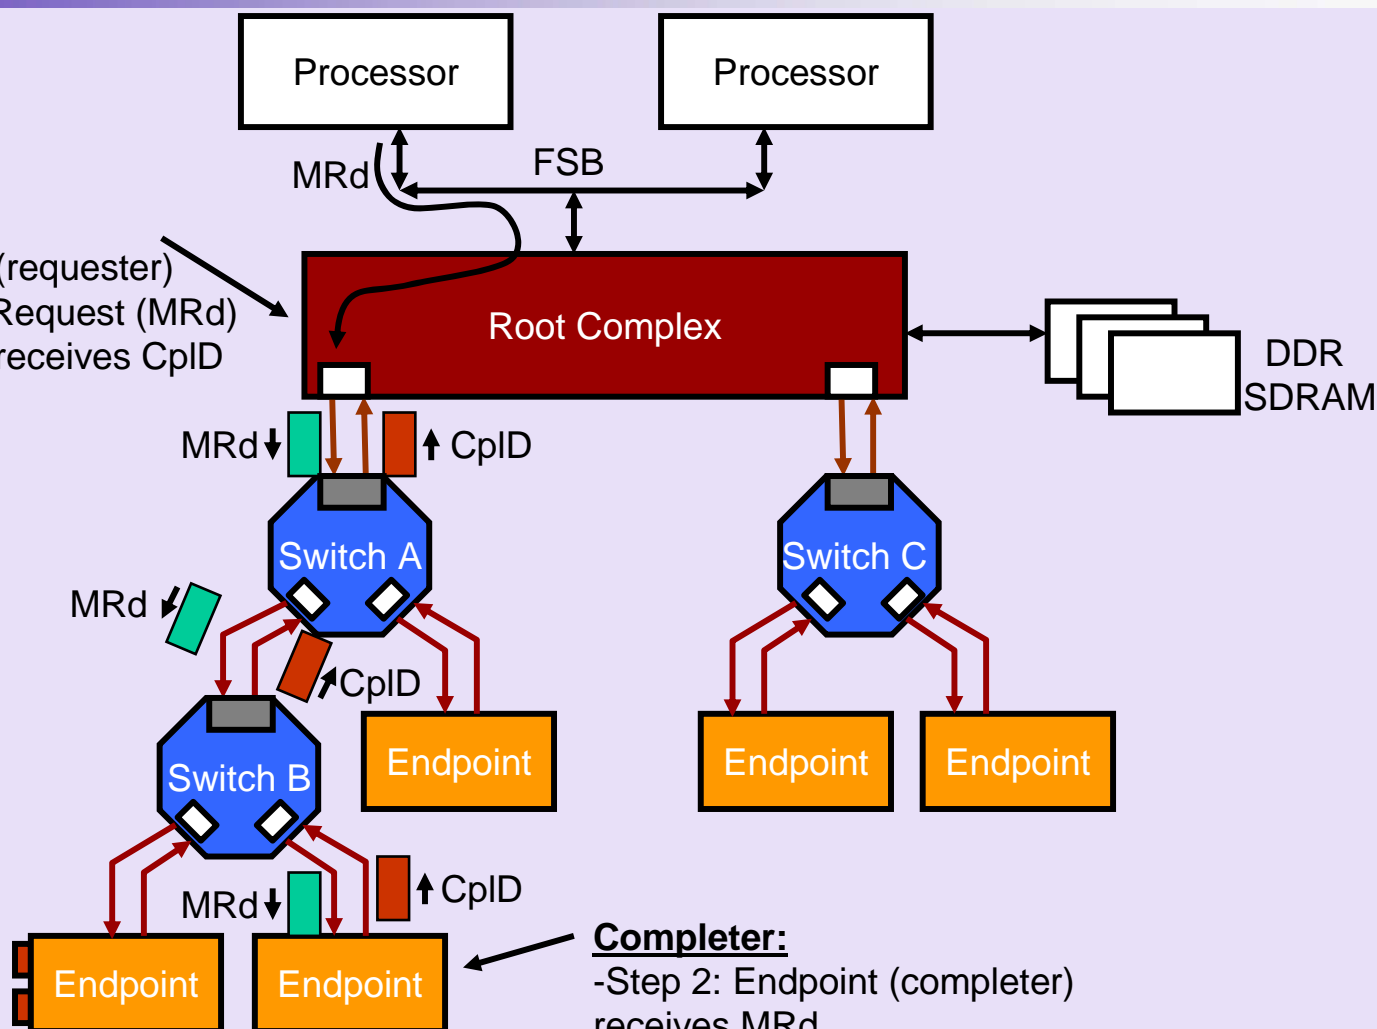 Processor
Processor
MRd
FSB
(requester)
Request (MRd)
receives CplD
Root Complex
DDR
SDRAM
MRd
CplD
Switch A
Switch C
MRd
CplD
Endpoint
Endpoint
Endpoint
Switch B
MRd
CplD
Endpoint
Endpoint
Completer:
-Step 2: Endpoint (completer)
receives MRd